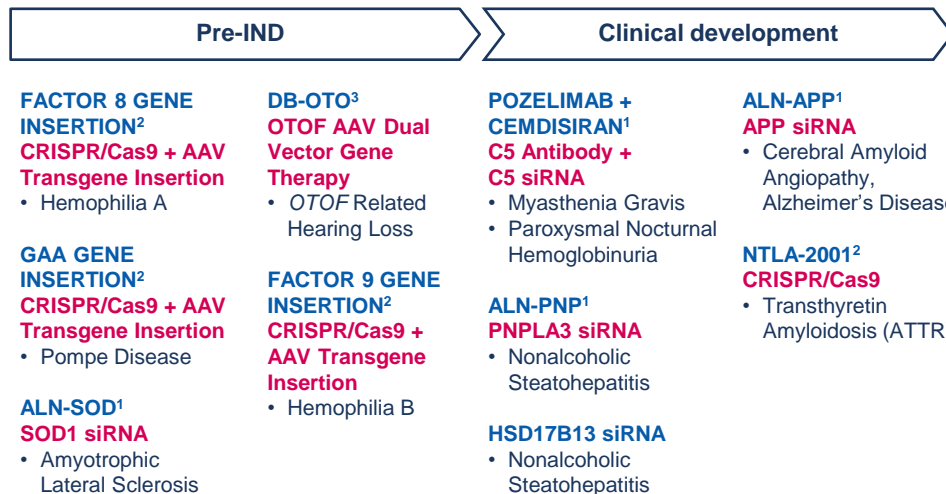 Pre-IND
Clinical development
FACTOR 8 GENE
INSERTION²
CRISPR/Cas9 + AAV
Transgene Insertion
• Hemophilia A
GAA GENE
INSERTION²
CRISPR/Cas9 + AAV
Transgene Insertion
• Pompe Disease
ALN-SOD¹
SOD1 siRNA
• Amyotrophic
Lateral Sclerosis
DB-OTO³
OTOF AAV Dual
Vector Gene
Therapy
• OTOF Related
Hearing Loss
FACTOR 9 GENE
INSERTION²
CRISPR/Cas9 +
AAV Transgene
Insertion
• Hemophilia B
POZELIMAB +
CEMDISIRAN¹
C5 Antibody +
C5 siRNA
• Myasthenia Gravis
• Paroxysmal Nocturnal
Hemoglobinuria
ALN-PNP¹
PNPLA3 siRNA
• Nonalcoholic
Steatohepatitis
HSD17B13 siRNA
• Nonalcoholic
Steatohepatitis
ALN-APP¹
APP siRNA
• Cerebral Amyloid
Angiopathy,
Alzheimer's Disease
NTLA-2001²
CRISPR/Cas9
• Transthyretin
Amyloidosis (ATTR